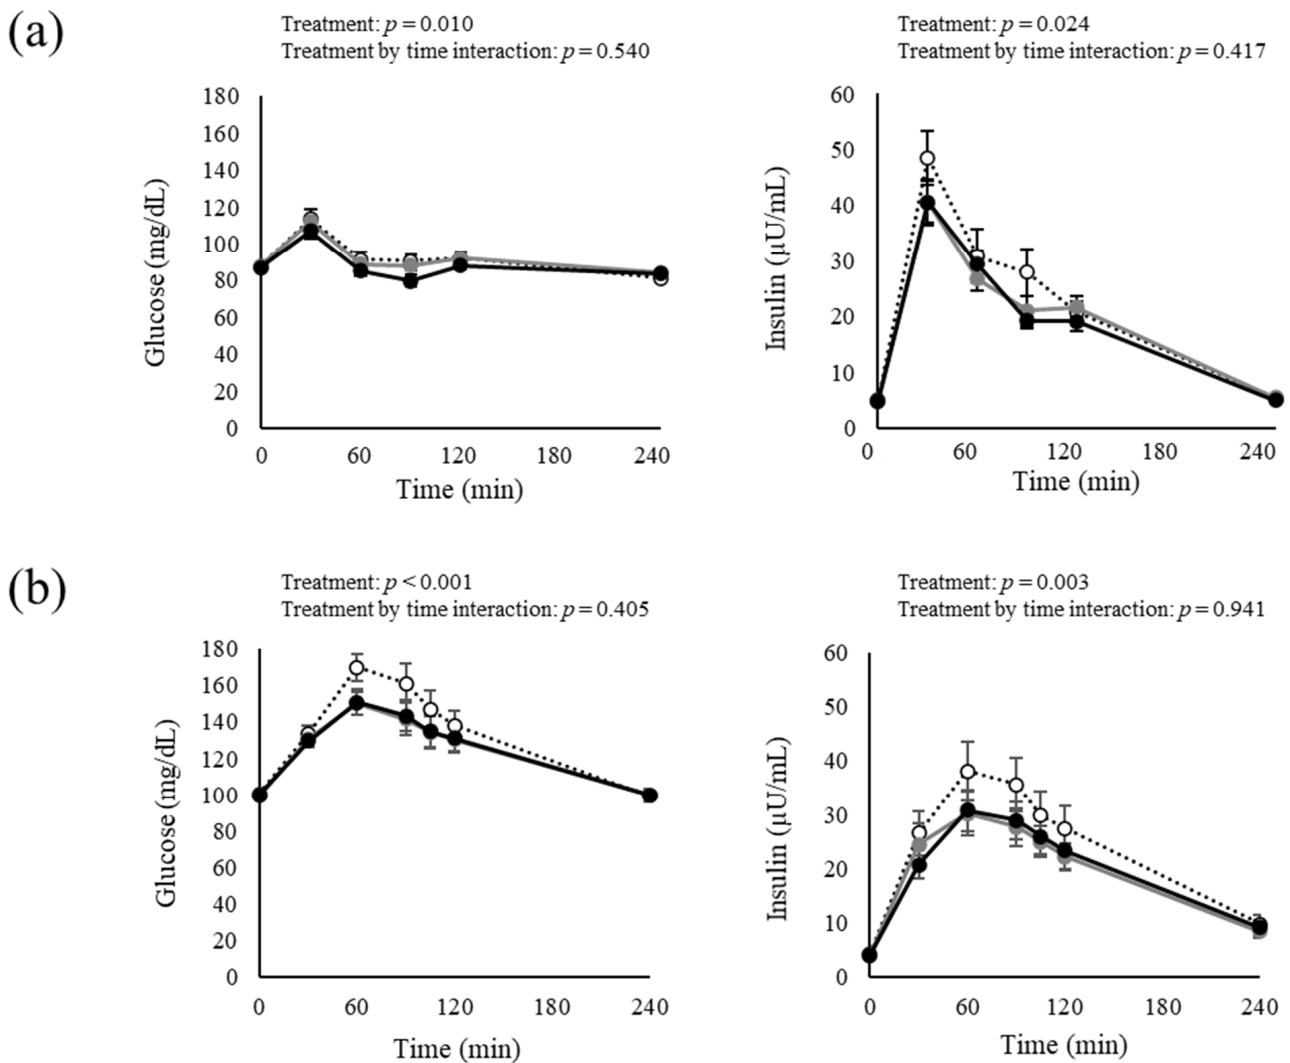 (a)
Treatment: p = 0.010
Treatment by time interaction: p = 0.540
Glucose (mg/dL)
180
160
140
120
100
80
60
40
20
0
0 60 120 180 240
Time (min)
Treatment: p = 0.024
Treatment by time interaction: p = 0.417
Insulin (µU/mL)
60
50
40
30
20
10
0
0 60 120 180 240
Time (min)
(b)
Treatment: p < 0.001
Treatment by time interaction: p = 0.405
Glucose (mg/dL)
180
160
140
120
100
80
60
40
20
0
0 60 120 180 240
Time (min)
Treatment: p = 0.003
Treatment by time interaction: p = 0.941
Insulin (µU/mL)
60
50
40
30
20
10
0
0 60 120 180 240
Time (min)